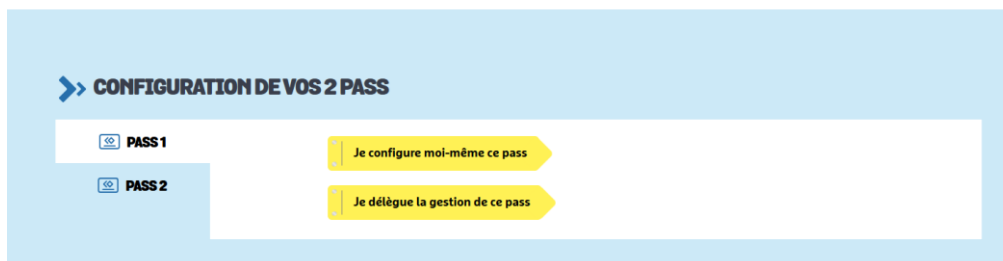 CONFIGURATION DE VOS 2 PASS
PASS 1
Je configure moi-même ce pass
PASS 2
Je délègue la gestion de ce pass